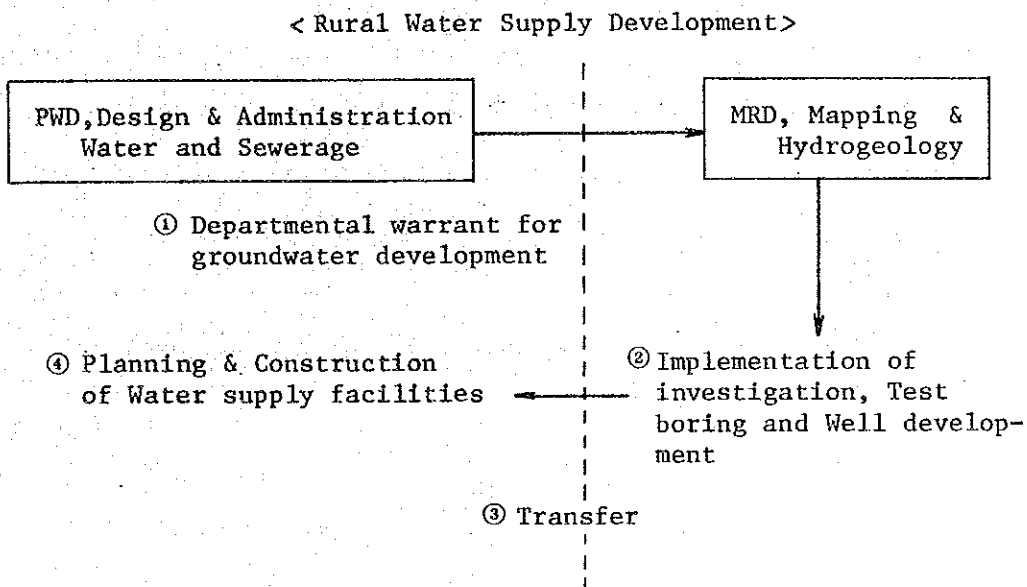 < Rural Water Supply Development>
PWD,Design & Administration
Water and Sewerage
MRD, Mapping &
Hydrogeology
① Departmental warrant for
groundwater development
④ Planning & Construction
of Water supply facilities
② Implementation of
investigation, Test
boring and Well develop-
ment
③ Transfer